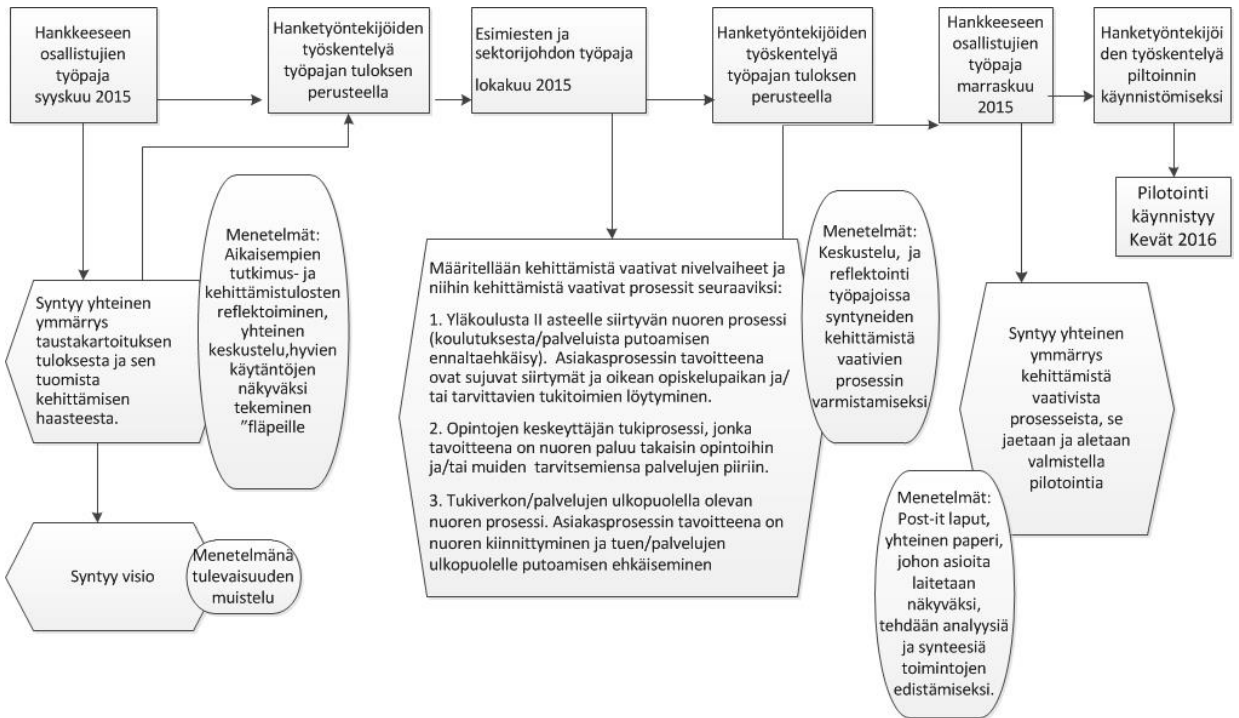 Hankkeeseen
osallistujien
työpaja
syyskuu 2015
Hanketyöntekijöiden
työskentelyä
työpajan tuloksen
perusteella
Esimiesten ja
sektorijohdon työpaja
lokakuu 2015
Hanketyöntekijöiden
työskentelyä
työpajan tuloksen
perusteella
Hankkeeseen
osallistujien
työpaja
marraskuu
2015
Hanketyöntekijöi
den työskentelyä
piltoinnin
käynnistömiseksi
Pilotointi
käynnistyy
Kevät 2016
Syntyy yhteinen
ymmärrys
taustakartoituksen
tuloksesta ja sen
tuomista
kehittämisen
haasteesta.
Menetelmät:
Aikaisempien
tutkimus- ja
kehittämistulosten
reflektoiminen,
yhteinen
keskustelu,hyvien
käytäntöjen
näkyväksi
tekeminen
”fläpeille
Syntyy visio
Menetelmänä
tulevaisuuden
muistelu
Määritellään kehittämistä vaativat nivelvaiheet ja
niihin kehittämistä vaativat prosessit seuraaviksi:
1. Yläkoulusta II asteelle siirtyvän nuoren prosessi
(koulutuksesta/palveluista putoamisen
ennaltaehkäisy). Asiakasprosessin tavoitteena
ovat sujuvat siirtymät ja oikean opiskelupaikan ja/
tai tarvittavien tukitoimien löytyminen.
2. Opintojen keskeyttäjän tukiprosessi, jonka
tavoitteena on nuoren paluu takaisin opintoihin
ja/tai muiden tarvitsemiensa palvelujen piiriin.
3. Tukiverkon/palvelujen ulkopuolella olevan
nuoren prosessi. Asiakasprosessin tavoitteena on
nuoren kiinnittyminen ja tuen/palvelujen
ulkopuolelle putoamisen ehkäiseminen
Menetelmät:
Keskustelu, ja
reflektointi
työpajoissa
syntyneiden
kehittämistä
vaativien
prosessin
varmistamiseksi
Syntyy yhteinen
ymmärrys
kehittämistä
vaativista
prosesseista, se
jaetaan ja aletaan
valmistella
pilotointia
Menetelmät:
Post-it laput,
yhteinen paperi,
johon asioita
laitetaan
näkyväksi,
tehdään analyysiä
ja synteesiä
toimintojen
edistämiseksi.